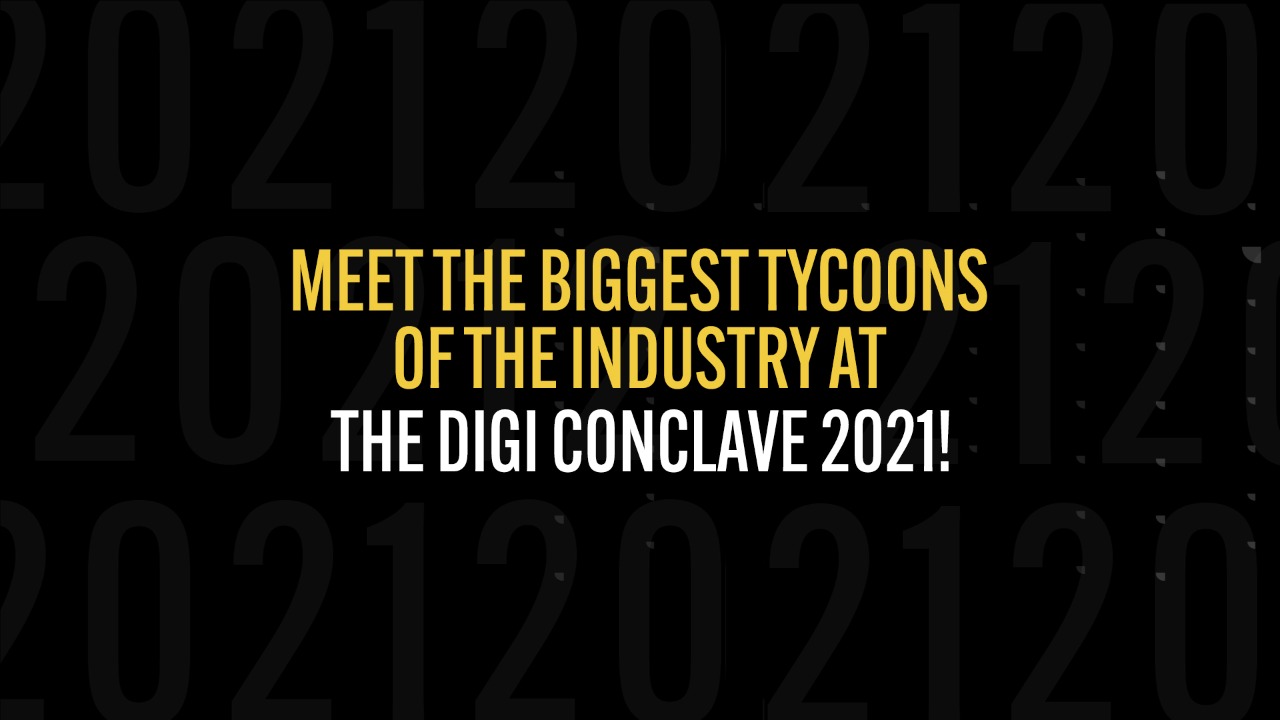 MEET THE BIGGEST TYCOONS
OF THE INDUSTRY AT
THE DIGI CONCLAVE 2021!